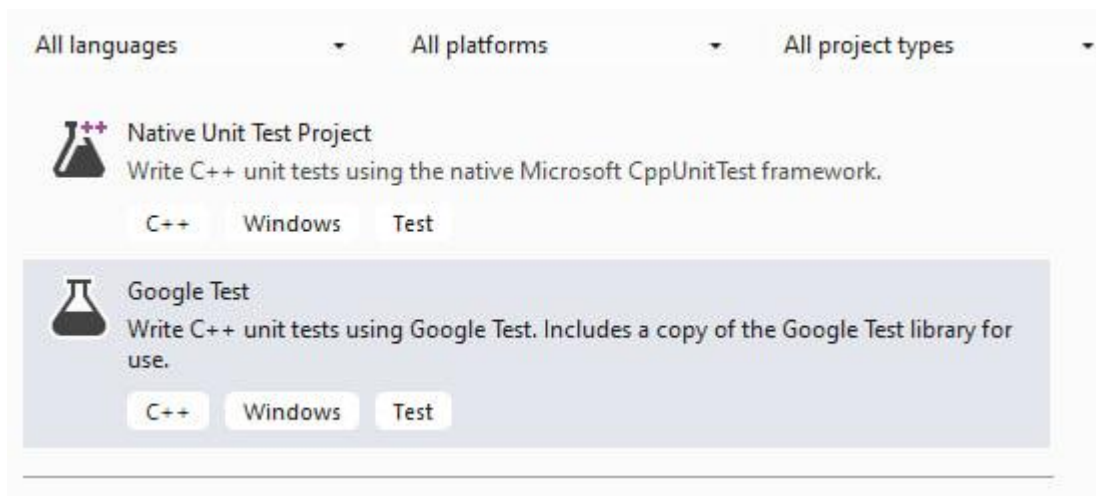 All languages All platforms All project types
Native Unit Test Project
Write C++ unit tests using the native Microsoft CppUnitTest framework.
C++ Windows Test
Google Test
Write C++ unit tests using Google Test. Includes a copy of the Google Test library for
use.
C++ Windows Test